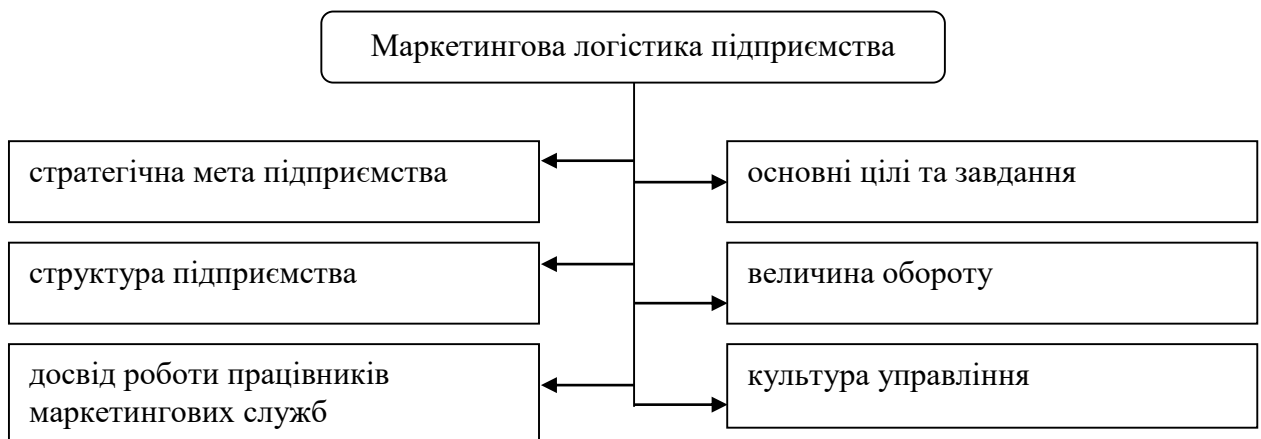 Маркетингова логістика підприємства
стратегічна мета підприємства
основні цілі та завдання
структура підприємства
величина обороту
досвід роботи працівників
маркетингових служб
культура управління